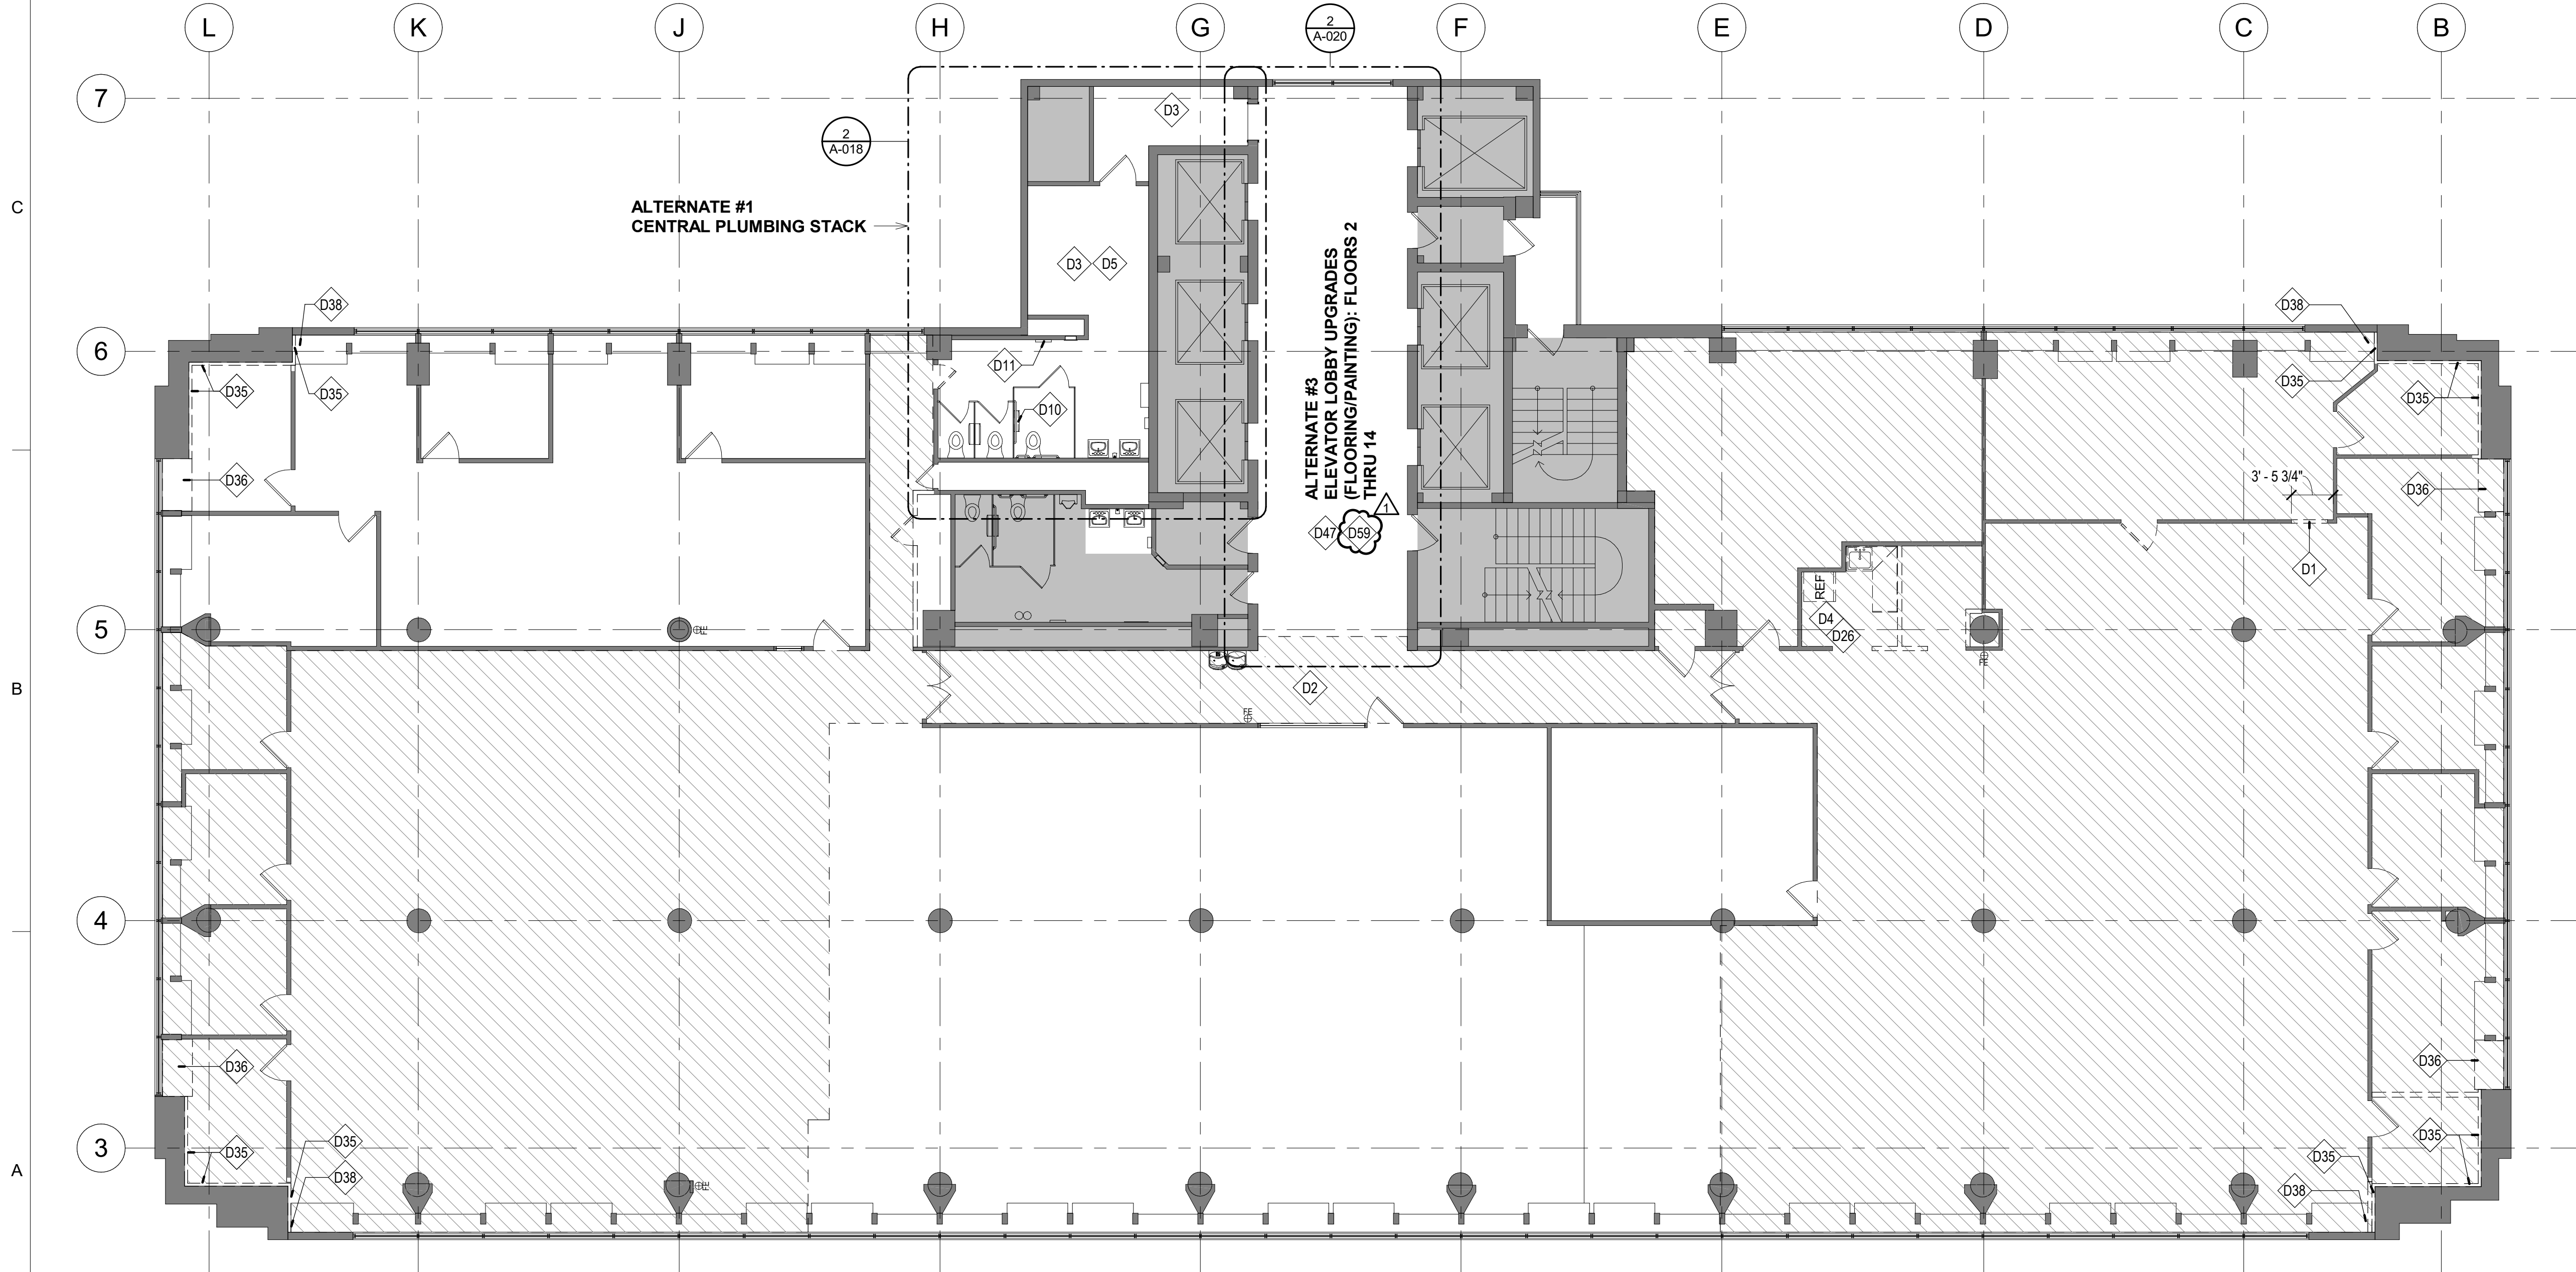 L K J H G F E D C B
2
A-020
7
D3
2
A-018
C
ALTERNATE #1
CENTRAL PLUMBING STACK
D3 D5
D38
D38
6
D11
D35
D35
D35
D35
D10
D36
D36
3' - 5 3/4"
ALTERNATE #3
ELEVATOR LOBBY UPGRADES
(FLOORING/PAINTING): FLOORS 2
THRU 14
1
D47 D59
D1
REF
D4
D26
5
FE
FE
B
D2
FE
4
D36
D36
3
D35
D35
D35
D35
A
D38
FE
D38